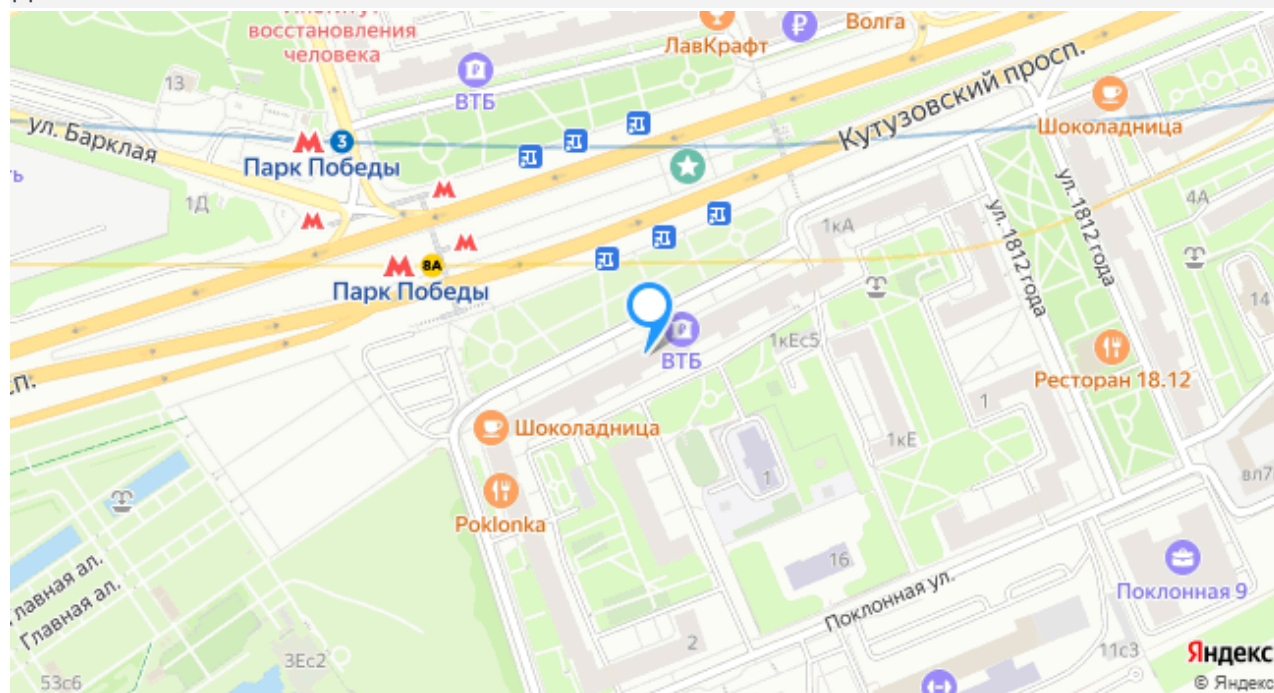 восстановления
человека
ЛавКрафт
Волга
ВТБ
13
ул. Барклая
3
Парк Победы
Кутузовский просп.
Шоколадница
1Д
1кА
ул. 1812 года
ул. 1812 года
4А
8А
Парк Победы
14
ВТБ
1кЕс5
Ресторан 18.12
сп.
1
Шоколадница
1кЕ
вл7
1
Poklonka
16
Главная ал.
Главная ал.
Поклонная ул.
Поклонная 9
2
11с3
3Ес2
53с6
Яндекс
© Яндекс